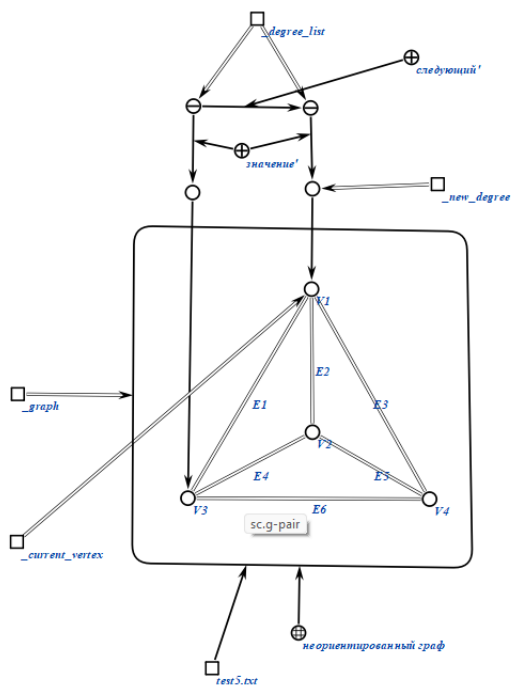 _degree_list
следующий'
значение'
_new_degree
V1
E2
E1
E3
_graph
V2
E4
E5
V3
E6
V4
sc.g-pair
_current_vertex
неориентированный граф
test5.txt